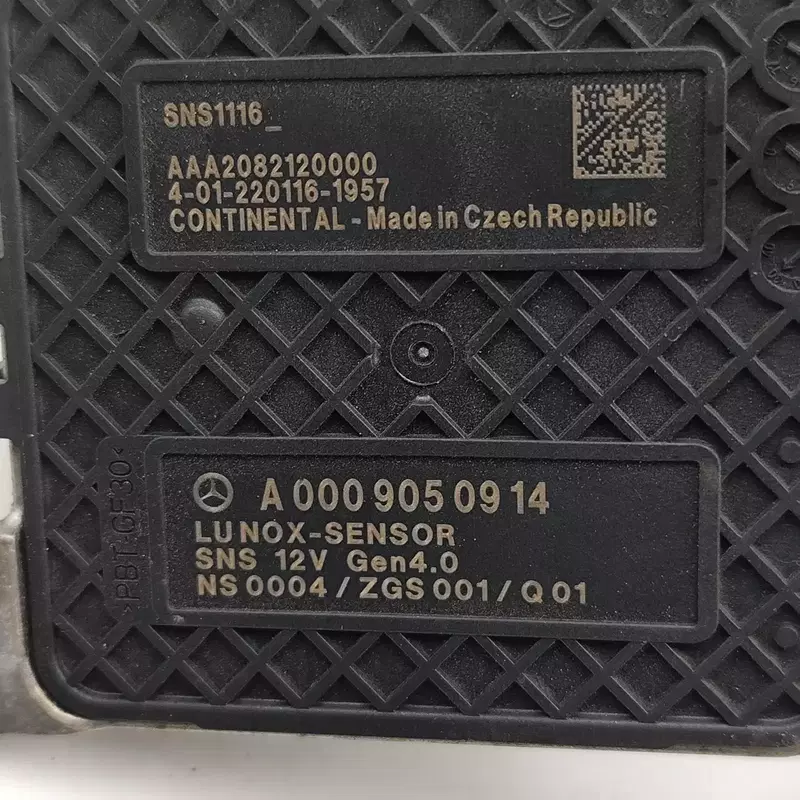 SNS1116_
AAA2082120000
4-01-220116-1957
CONTINENTAL - Made in Czech Republic
>PBT-GF30<
A 000 905 09 14
LU NOX-SENSOR
SNS 12V Gen4.0
NS 0004 / ZGS 001 / Q 01